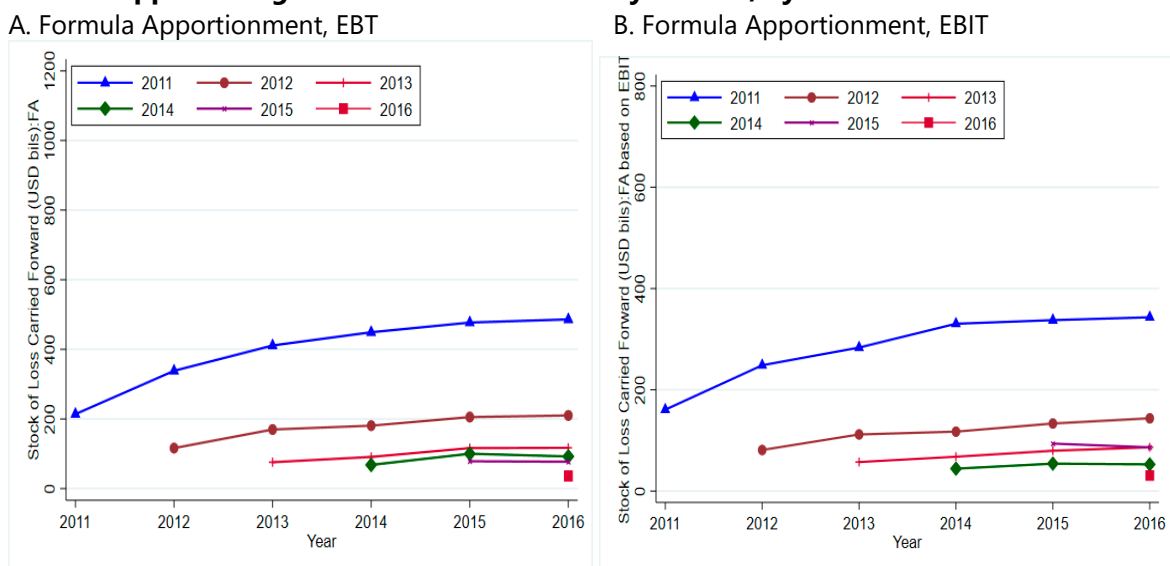 A. Formula Apportionment, EBT
B. Formula Apportionment, EBIT
Stock of Loss Carried Forward (USD bils):FA
0 200 400 600 800 1000 1200
2011 2012 2013
2014 2015 2016
2011 2012 2013 2014 2015 2016
Year
Stock of Loss Carried Forward (USD bils):FA based on EBIT
0 200 400 600 800
2011 2012 2013
2014 2015 2016
2011 2012 2013 2014 2015 2016
Year